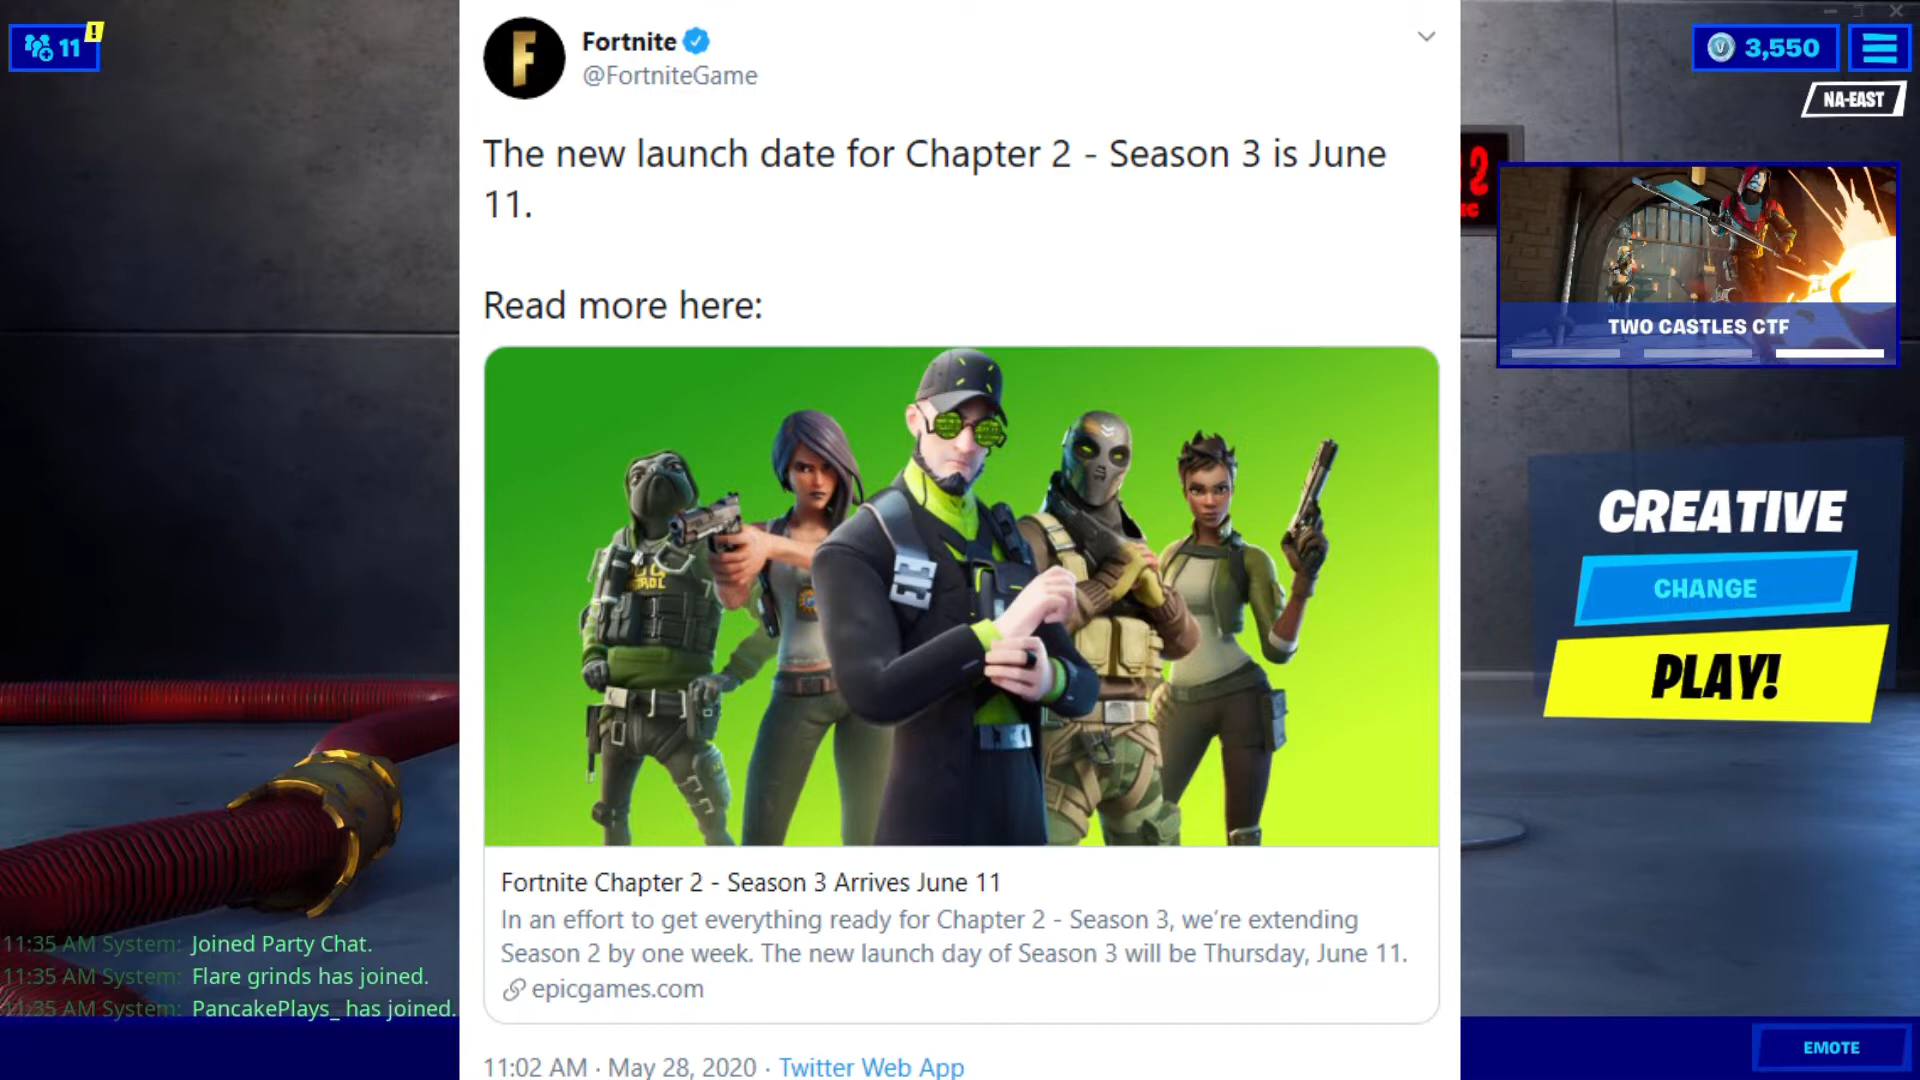 11
!
3,550
NA-EAST
Fortnite
@FortniteGame
The new launch date for Chapter 2 - Season 3 is June
11.
Read more here:
TWO CASTLES CTF
CREATIVE
CHANGE
PLAY!
Fortnite Chapter 2 - Season 3 Arrives June 11
In an effort to get everything ready for Chapter 2 - Season 3, we're extending
Season 2 by one week. The new launch day of Season 3 will be Thursday, June 11.
epicgames.com
11:02 AM · May 28, 2020 · Twitter Web App
11:35 AM System: Joined Party Chat.
11:35 AM System: Flare grinds has joined.
11:35 AM System: PancakePlays_ has joined.
EMOTE